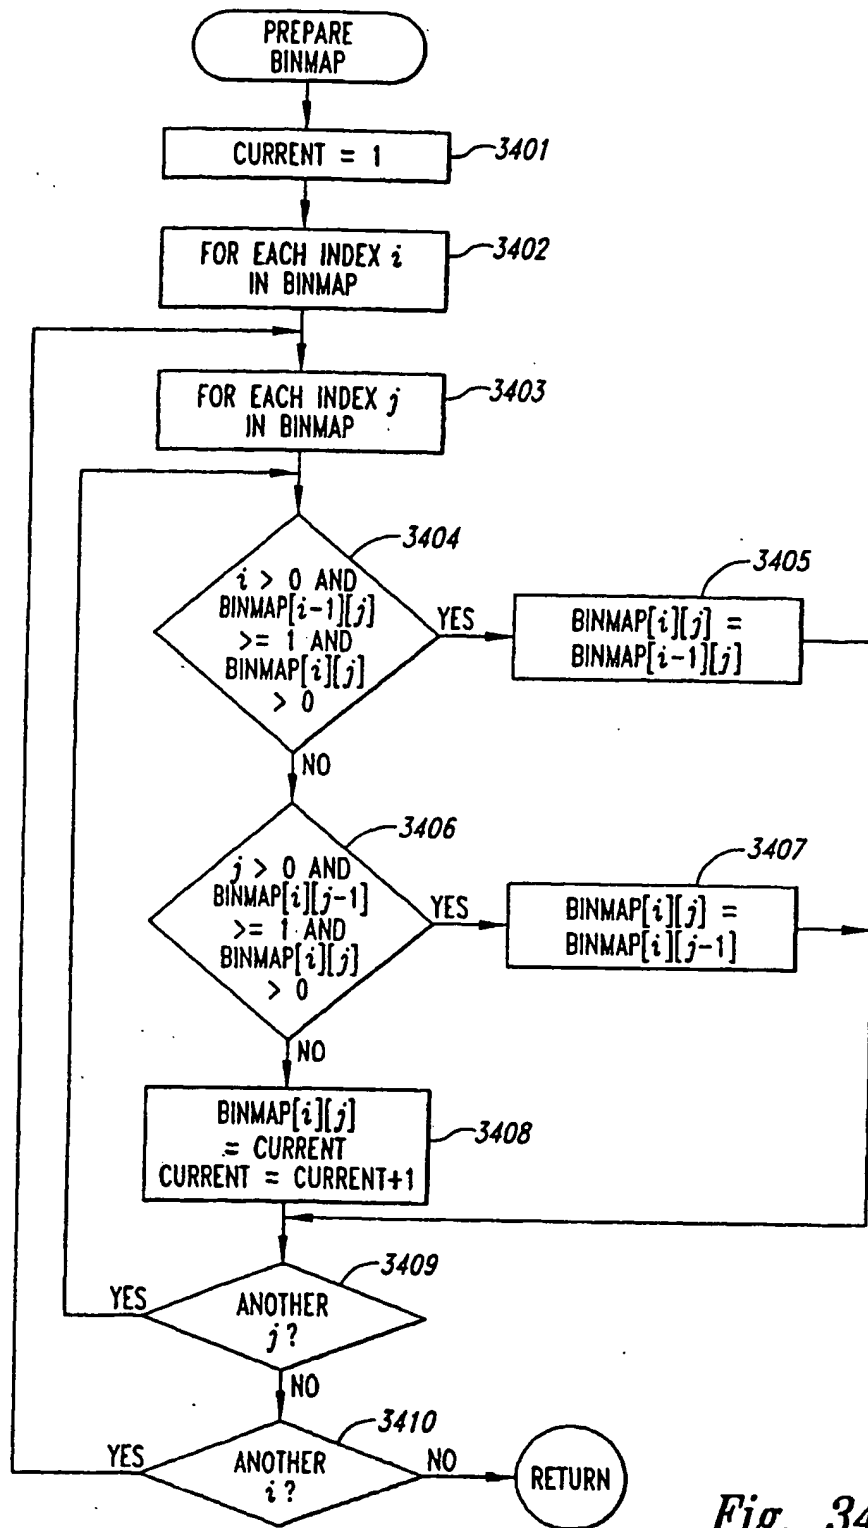 PREPARE
BINMAP
CURRENT = 1
3401
FOR EACH INDEX i
IN BINMAP
3402
FOR EACH INDEX j
IN BINMAP
3403
3404
i > 0 AND
BINMAP[i-1][j]
>= 1 AND
BINMAP[i][j]
> 0
YES
3405
BINMAP[i][j] =
BINMAP[i-1][j]
NO
3406
j > 0 AND
BINMAP[i][j-1]
>= 1 AND
BINMAP[i][j]
> 0
YES
3407
BINMAP[i][j] =
BINMAP[i][j-1]
NO
BINMAP[i][j]
= CURRENT
CURRENT = CURRENT+1
3408
3409
YES
ANOTHER
j?
NO
3410
YES
ANOTHER
i?
NO
RETURN
Fig. 34